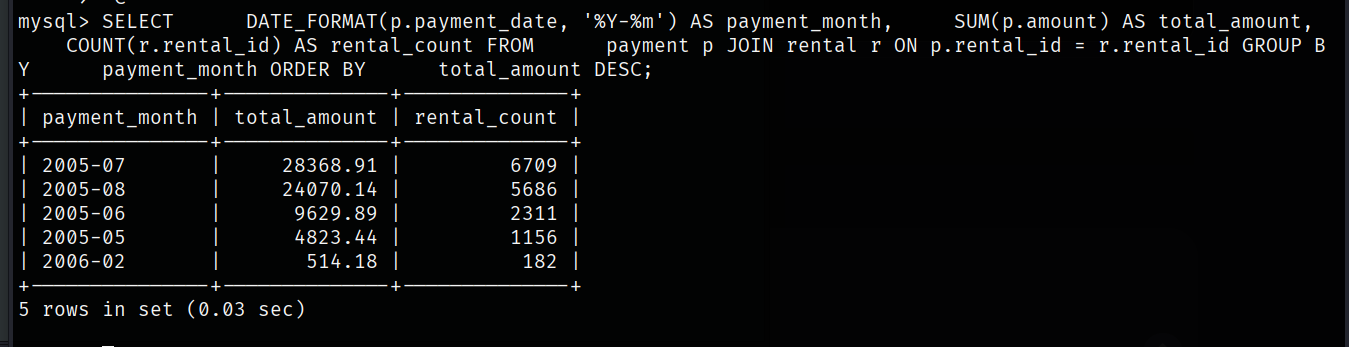 mysql> SELECT      DATE_FORMAT(p.payment_date, '%Y-%m') AS payment_month,     SUM(p.amount) AS total_amount,
    COUNT(r.rental_id) AS rental_count FROM      payment p JOIN rental r ON p.rental_id = r.rental_id GROUP B
Y      payment_month ORDER BY      total_amount DESC;
+---------------+--------------+--------------+
| payment_month | total_amount | rental_count |
+---------------+--------------+--------------+
| 2005-07       |     28368.91 |         6709 |
| 2005-08       |     24070.14 |         5686 |
| 2005-06       |      9629.89 |         2311 |
| 2005-05       |      4823.44 |         1156 |
| 2006-02       |       514.18 |          182 |
+---------------+--------------+--------------+
5 rows in set (0.03 sec)